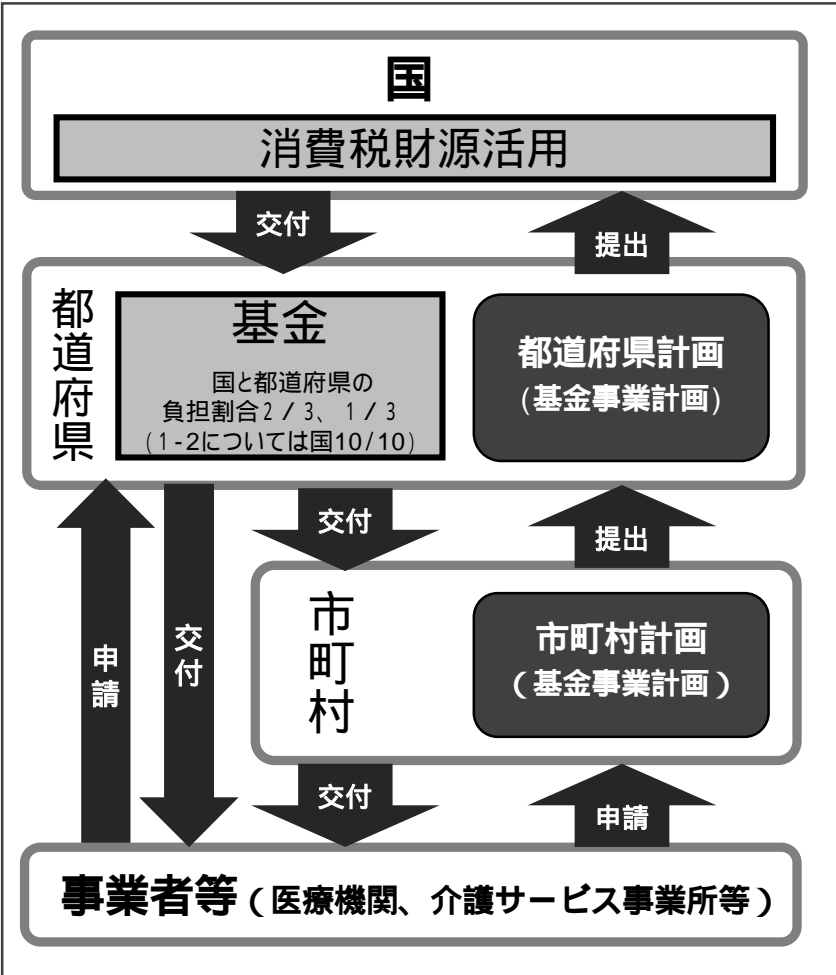 国
消費税財源活用
交付
提出
都道府県
基金
国と都道府県の
負担割合2/3、1/3
(1-2については国10/10)
都道府県計画
(基金事業計画)
交付
提出
申請
交付
市町村
市町村計画
(基金事業計画)
交付
申請
事業者等(医療機関、介護サービス事業所等)